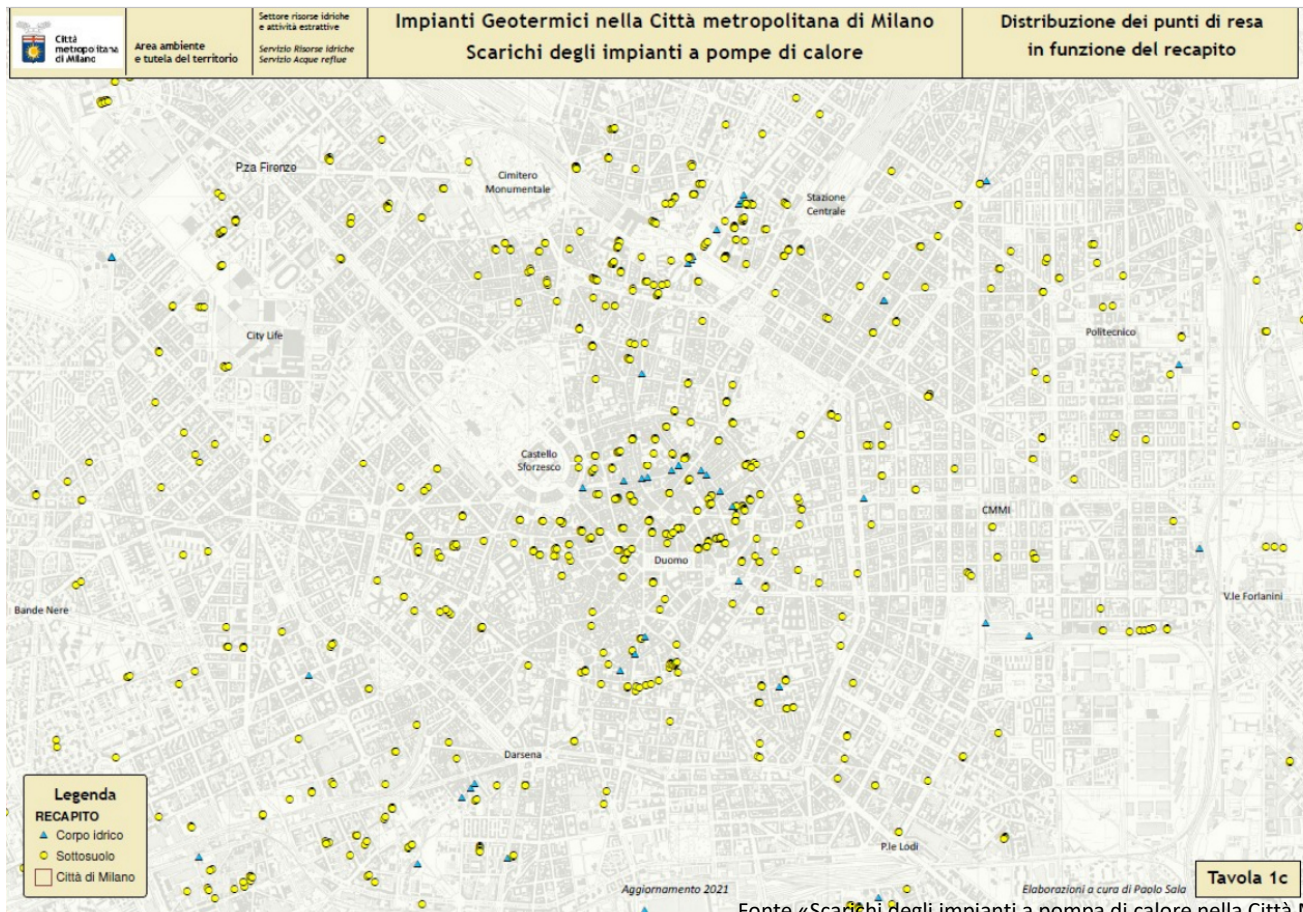 Città
metropolitana
di Milano
Area ambiente
e tutela del territorio
Settore risorse idriche
e attività estrattive
Servizio Risorse Idriche
Servizio Acque reflue
Impianti Geotermici nella Città metropolitana di Milano
Scarichi degli impianti a pompe di calore
Distribuzione dei punti di resa
in funzione del recapito
P.za Firenze
Cimitero
Monumentale
Stazione
Centrale
City Life
Politecnico
Castello
Sforzesco
CMMI
Duomo
Bande Nere
V.le Forlanini
Darsena
P.le Lodi
Legenda
RECAPITO
Corpo idrico
Sottosuolo
Città di Milano
Aggiornamento 2021
Elaborazioni a cura di Paolo Sala
Tavola 1c
Fonte «Scarichi degli impianti a pompa di calore nella Città